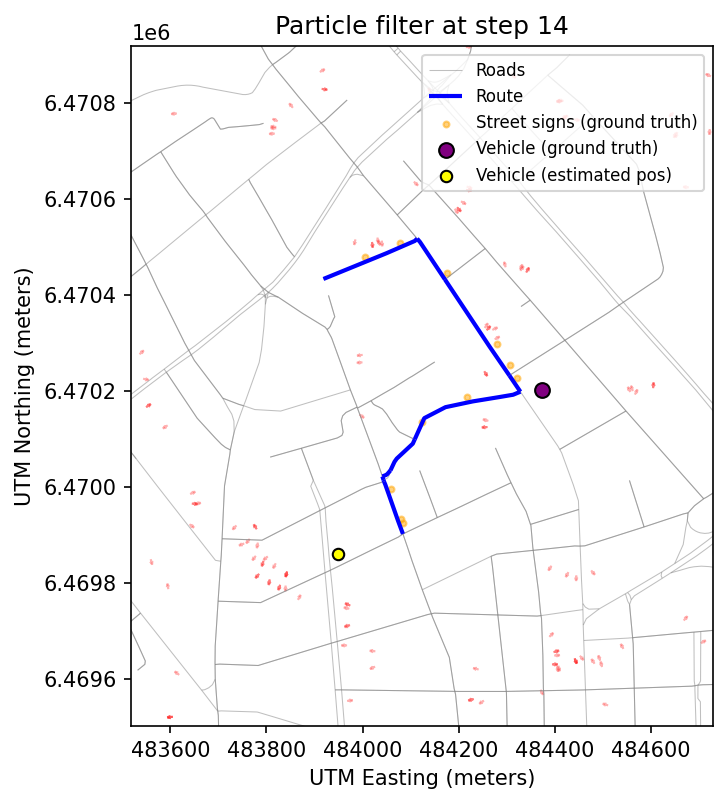 Particle filter at step 14
1e6
Roads
Route
Street signs (ground truth)
Vehicle (ground truth)
Vehicle (estimated pos)
6.4708
6.4706
6.4704
6.4702
6.4700
6.4698
6.4696
UTM Northing (meters)
483600 483800 484000 484200 484400 484600
UTM Easting (meters)